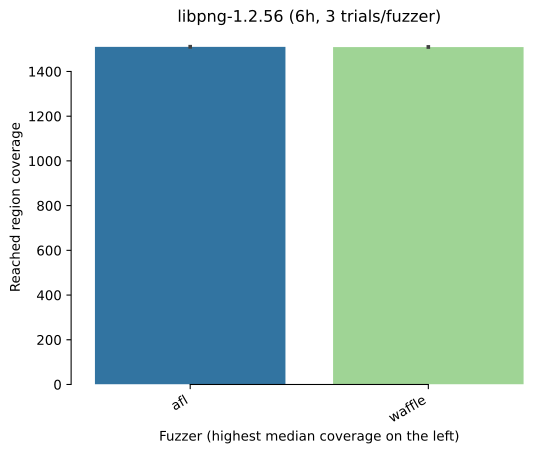 libpng-1.2.56 (6h, 3 trials/fuzzer)
Reached region coverage
1400
1200
1000
800
600
400
200
0
afl
waffle
Fuzzer (highest median coverage on the left)